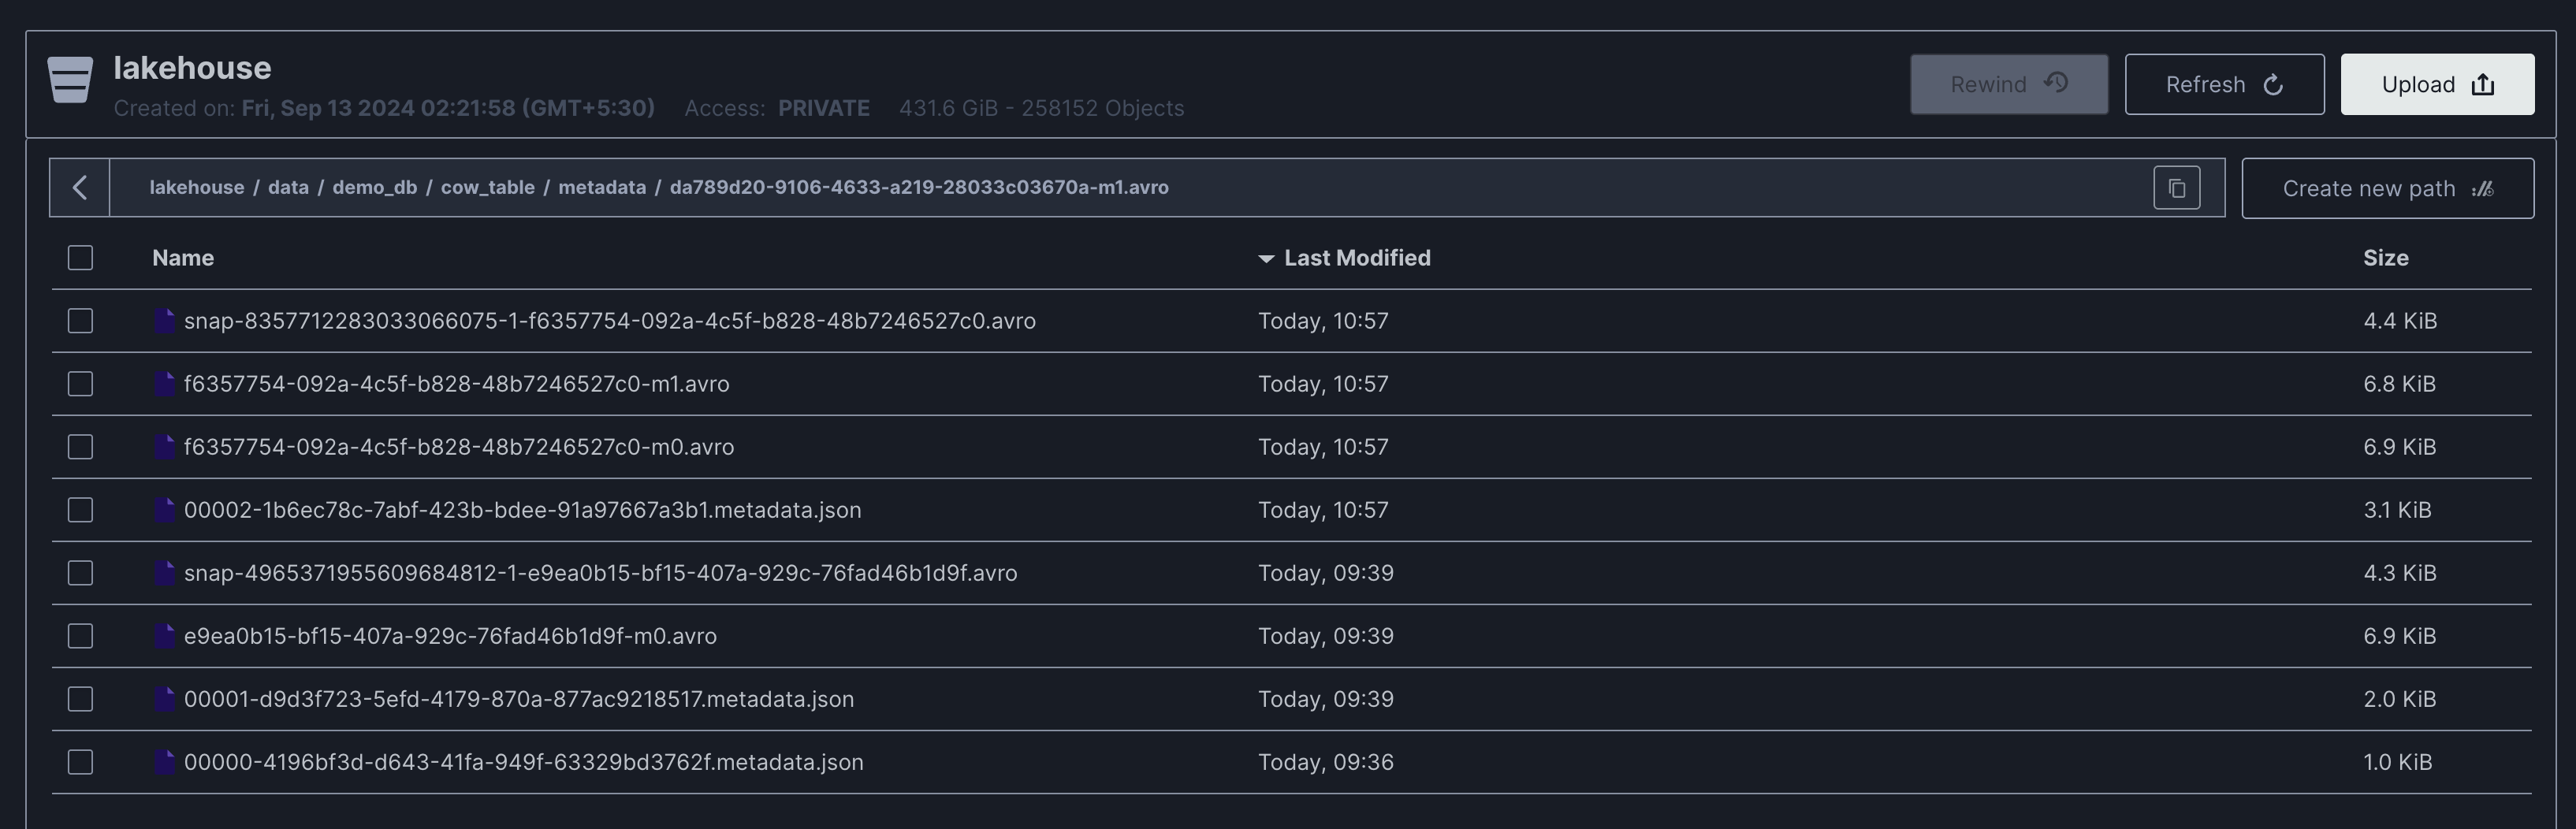 lakehouse
Created on: Fri, Sep 13 2024 02:21:58 (GMT+5:30) Access: PRIVATE 431.6 GiB - 258152 Objects
Rewind Refresh Upload
lakehouse / data / demo_db / cow_table / metadata / da789d20-9106-4633-a219-28033c03670a-m1.avro
Create new path
Name Last Modified Size
snap-8357712283033066075-1-f6357754-092a-4c5f-b828-48b7246527c0.avro Today, 10:57 4.4 KiB
f6357754-092a-4c5f-b828-48b7246527c0-m1.avro Today, 10:57 6.8 KiB
f6357754-092a-4c5f-b828-48b7246527c0-m0.avro Today, 10:57 6.9 KiB
00002-1b6ec78c-7abf-423b-bdee-91a97667a3b1.metadata.json Today, 10:57 3.1 KiB
snap-4965371955609684812-1-e9ea0b15-bf15-407a-929c-76fad46b1d9f.avro Today, 09:39 4.3 KiB
e9ea0b15-bf15-407a-929c-76fad46b1d9f-m0.avro Today, 09:39 6.9 KiB
00001-d9d3f723-5efd-4179-870a-877ac9218517.metadata.json Today, 09:39 2.0 KiB
00000-4196bf3d-d643-41fa-949f-63329bd3762f.metadata.json Today, 09:36 1.0 KiB